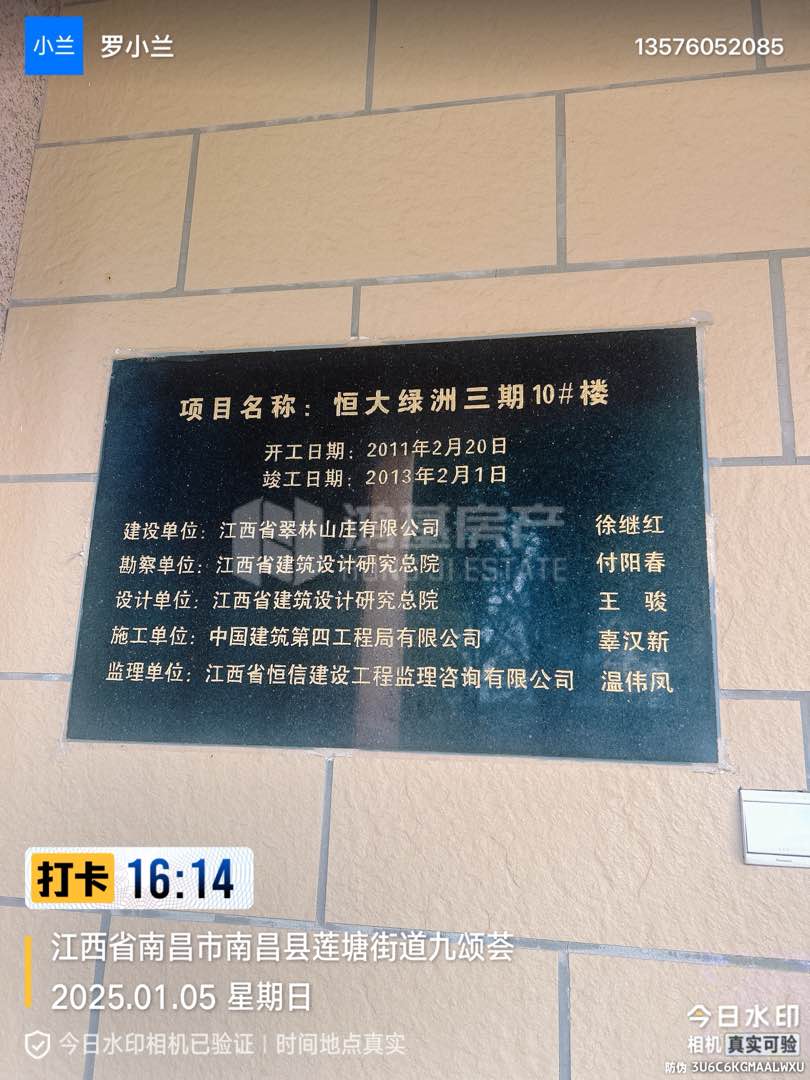 小兰 罗小兰 13576052085
项目名称：恒大绿洲三期10#楼
开工日期：2011年2月20日
竣工日期：2013年2月1日
建设单位：江西省翠林山庄有限公司 徐继红
勘察单位：江西省建筑设计研究总院 付阳春
设计单位：江西省建筑设计研究总院 王 骏
施工单位：中国建筑第四工程局有限公司 辜汉新
监理单位：江西省恒信建设工程监理咨询有限公司 温伟凤
房产
ESTATE
打卡 16:14
江西省南昌市南昌县莲塘街道九颂荟
2025.01.05 星期日
今日水印相机已验证 | 时间地点真实
今日水印
相机 真实可验
防伪 3U6C6KGMAALWXU